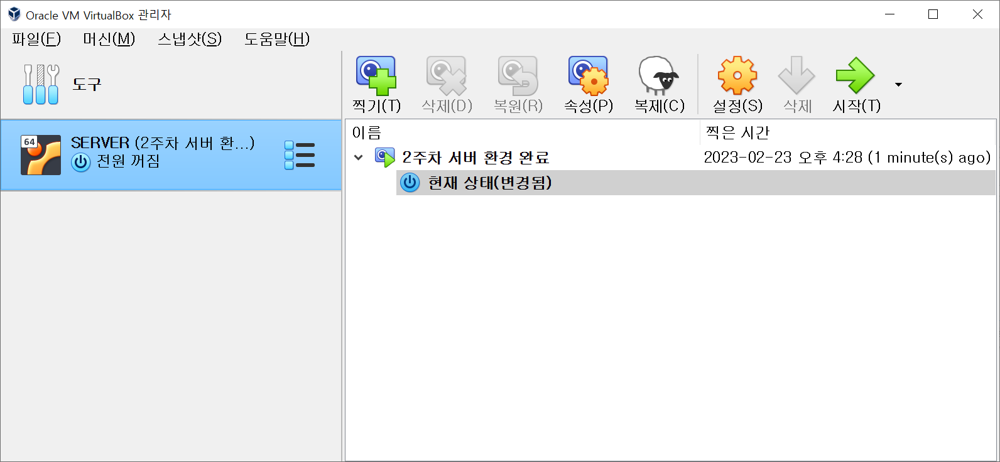 Oracle VM VirtualBox 관리자
파일(F) 머신(M) 스냅샷(S) 도움말(H)
도구
찍기(T) 삭제(D) 복원(R) 속성(P) 복제(C) 설정(S) 삭제 시작(T)
64
SERVER (2주차 서버 환...)
전원 꺼짐
이름 찍은 시간
2주차 서버 환경 완료 2023-02-23 오후 4:28 (1 minute(s) ago)
현재 상태(변경됨)